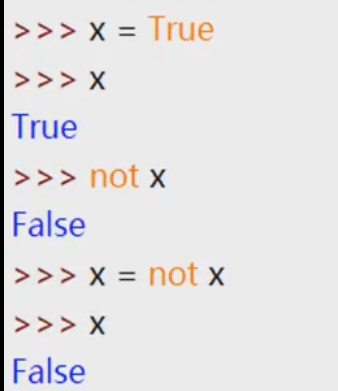 >>> x = True
>>> x
True
>>> not x
False
>>> x = not x
>>> x
False